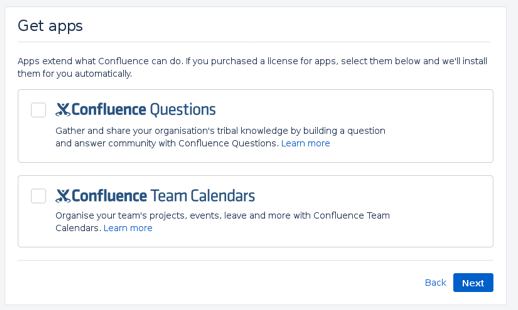 Get apps
Apps extend what Confluence can do. If you purchased a license for apps, select them below and we'll install
them for you automatically.
Confluence Questions
Gather and share your organisation's tribal knowledge by building a question
and answer community with Confluence Questions. Learn more
Confluence Team Calendars
Organise your team's projects, events, leave and more with Confluence Team
Calendars. Learn more
Back Next